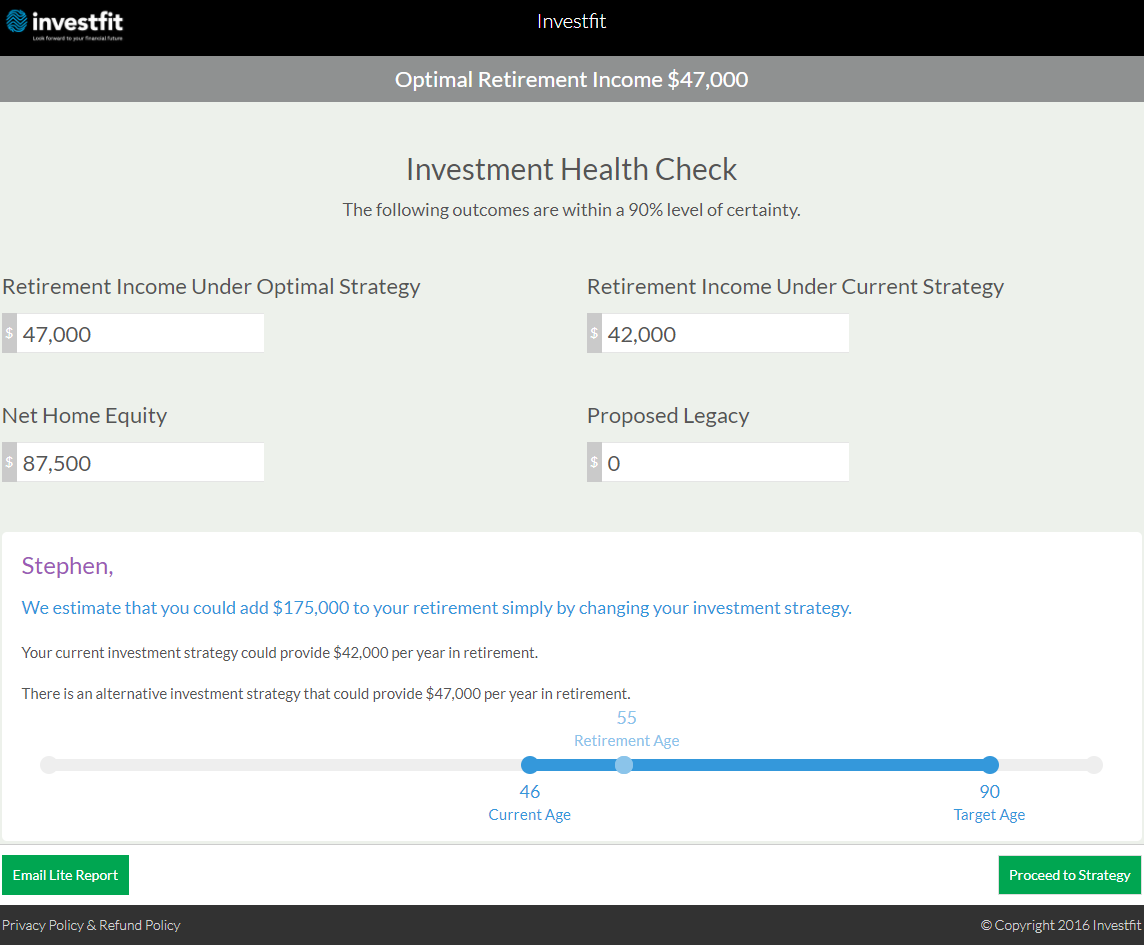 investfit
Look forward to your financial future
Investfit
Optimal Retirement Income $47,000
Investment Health Check
The following outcomes are within a 90% level of certainty.
Retirement Income Under Optimal Strategy
Retirement Income Under Current Strategy
$ 47,000
$ 42,000
Net Home Equity
Proposed Legacy
$ 87,500
$ 0
Stephen,
We estimate that you could add $175,000 to your retirement simply by changing your investment strategy.
Your current investment strategy could provide $42,000 per year in retirement.
There is an alternative investment strategy that could provide $47,000 per year in retirement.
55
Retirement Age
46
Current Age
90
Target Age
Email Lite Report
Proceed to Strategy
Privacy Policy & Refund Policy
© Copyright 2016 Investfit